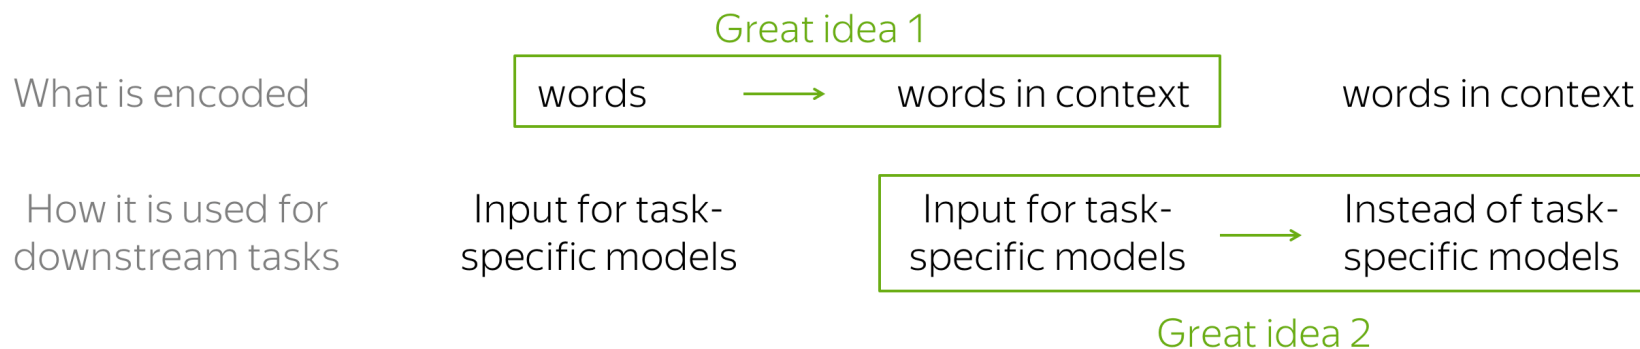 Great idea 1
What is encoded words words in context words in context
How it is used for Input for task- Input for task- Instead of task-
downstream tasks specific models specific models specific models
Great idea 2